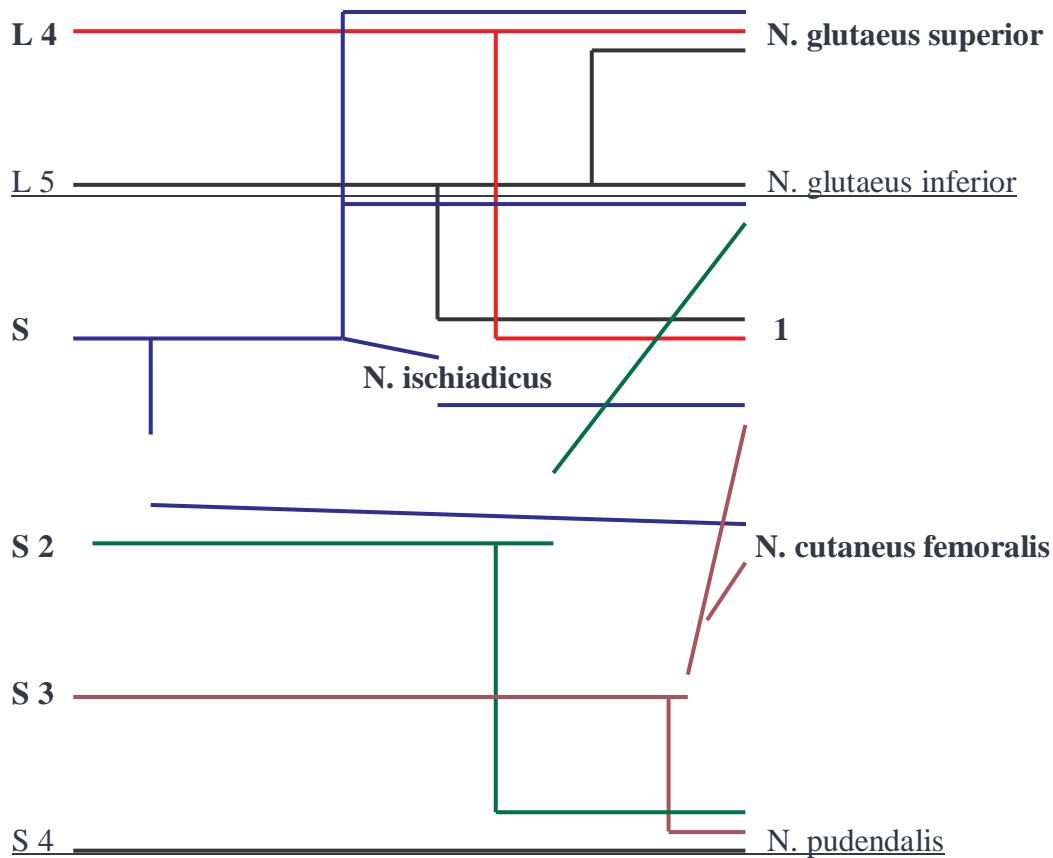 L 4 N. glutaeus superior
L 5 N. glutaeus inferior
S 1
N. ischiadicus
S 2 N. cutaneus femoralis
S 3
S 4 N. pudendalis